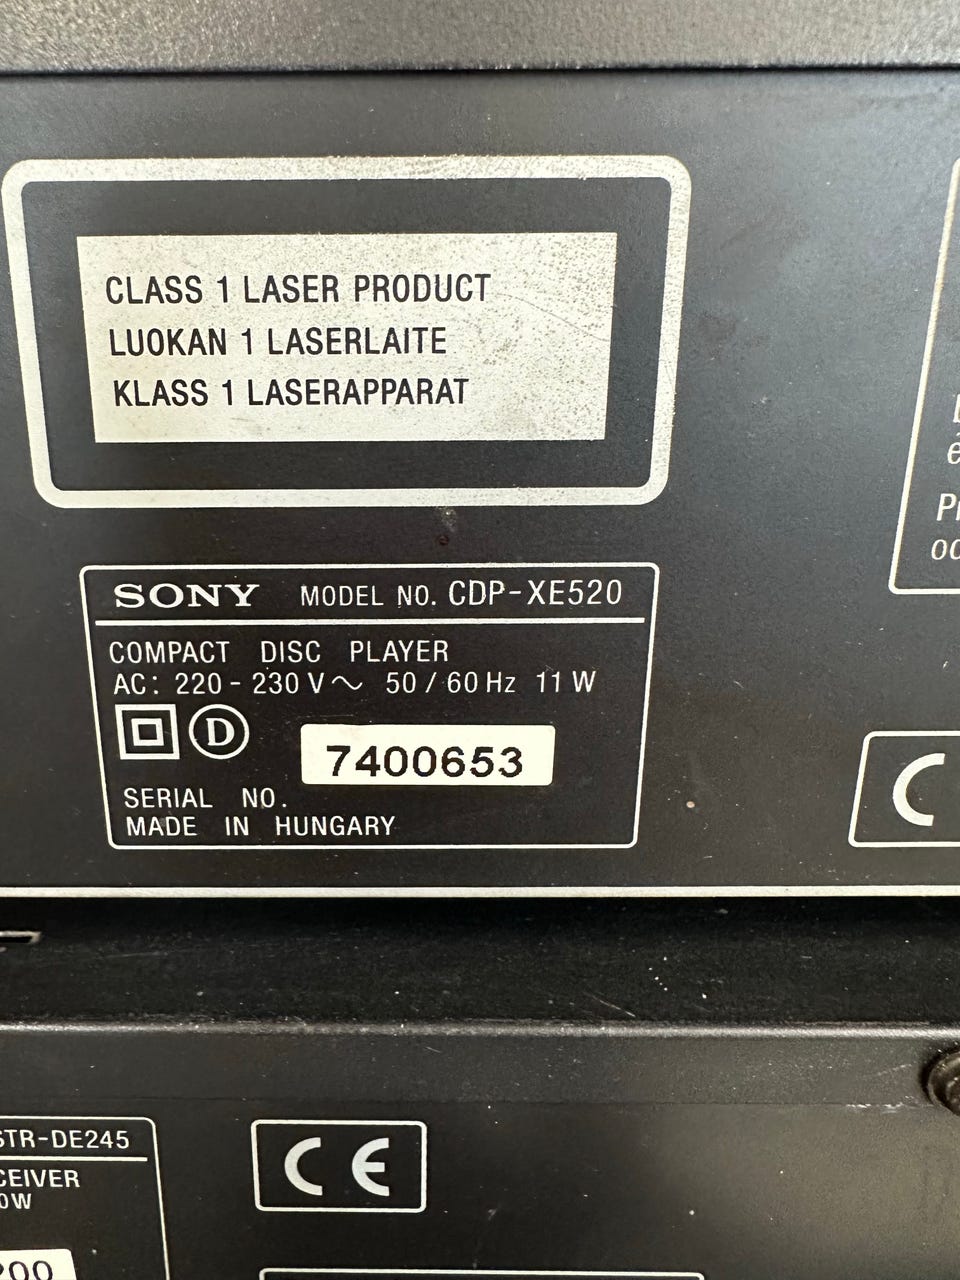 CLASS 1 LASER PRODUCT
LUOKAN 1 LASERLAITE
KLASS 1 LASERAPPARAT
SONY MODEL NO. CDP-XE520
COMPACT DISC PLAYER
AC: 220 - 230 V ~ 50 / 60 Hz 11 W
D
7400653
SERIAL NO.
MADE IN HUNGARY
CE
STR-DE245